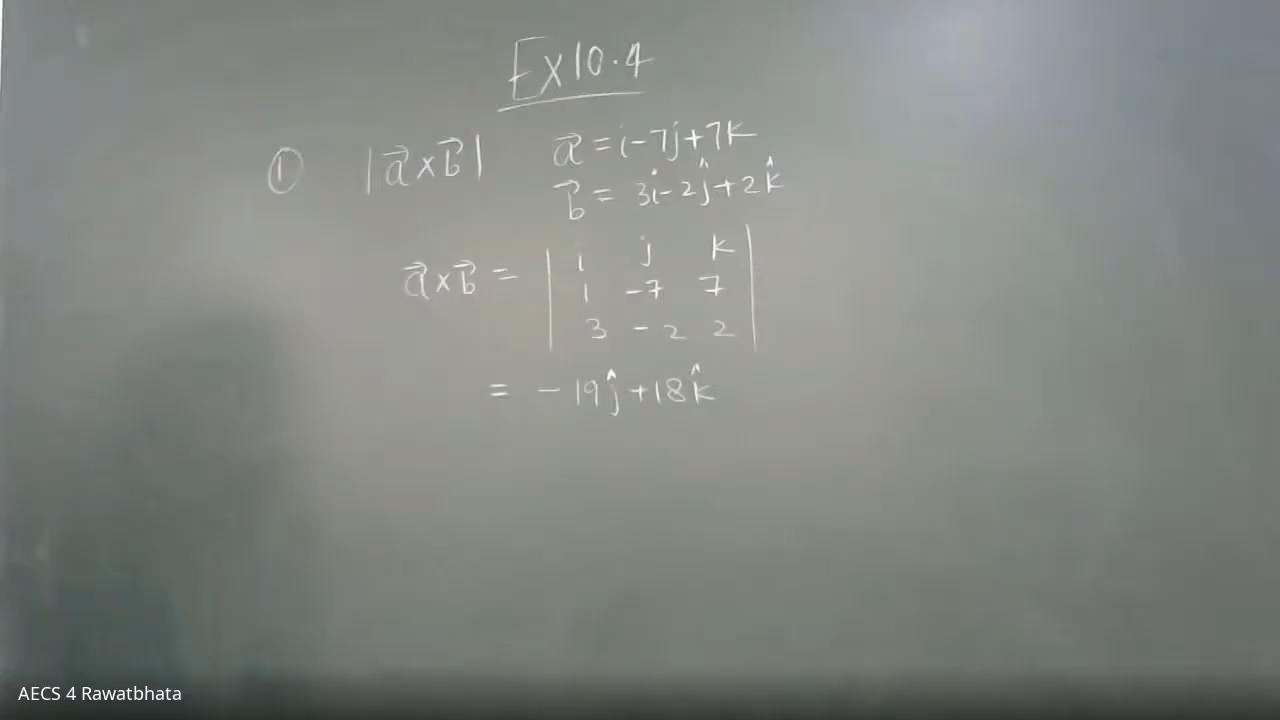 Ex 10.4
① |a⃗ × b⃗| a⃗ = i - 7j + 7k
b⃗ = 3î - 2ĵ + 2k̂
a⃗ × b⃗ = | i j k |
| 1 -7 7 |
| 3 -2 2 |
= - 19ĵ + 18k̂
AECS 4 Rawatbhata